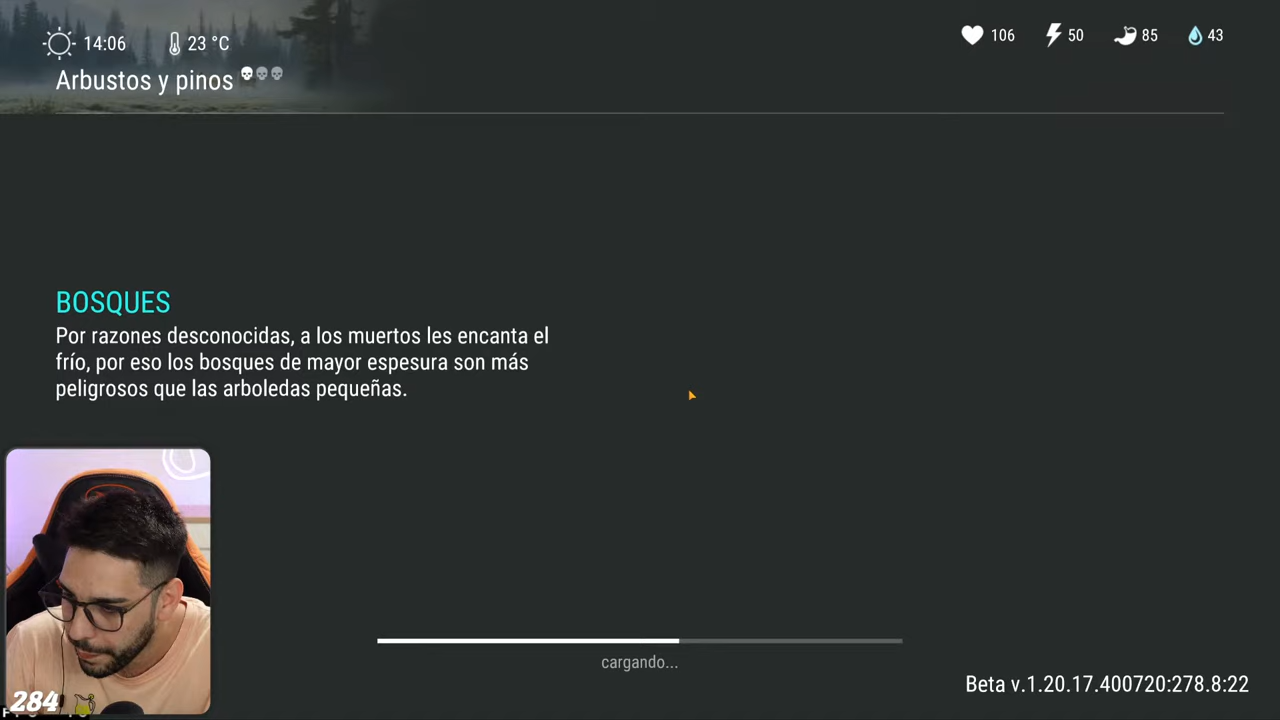 14:06
23 °C
106
50
85
43
Arbustos y pinos
BOSQUES
Por razones desconocidas, a los muertos les encanta el
frío, por eso los bosques de mayor espesura son más
peligrosos que las arboledas pequeñas.
cargando...
284
Beta v.1.20.17.400720:278.8:22